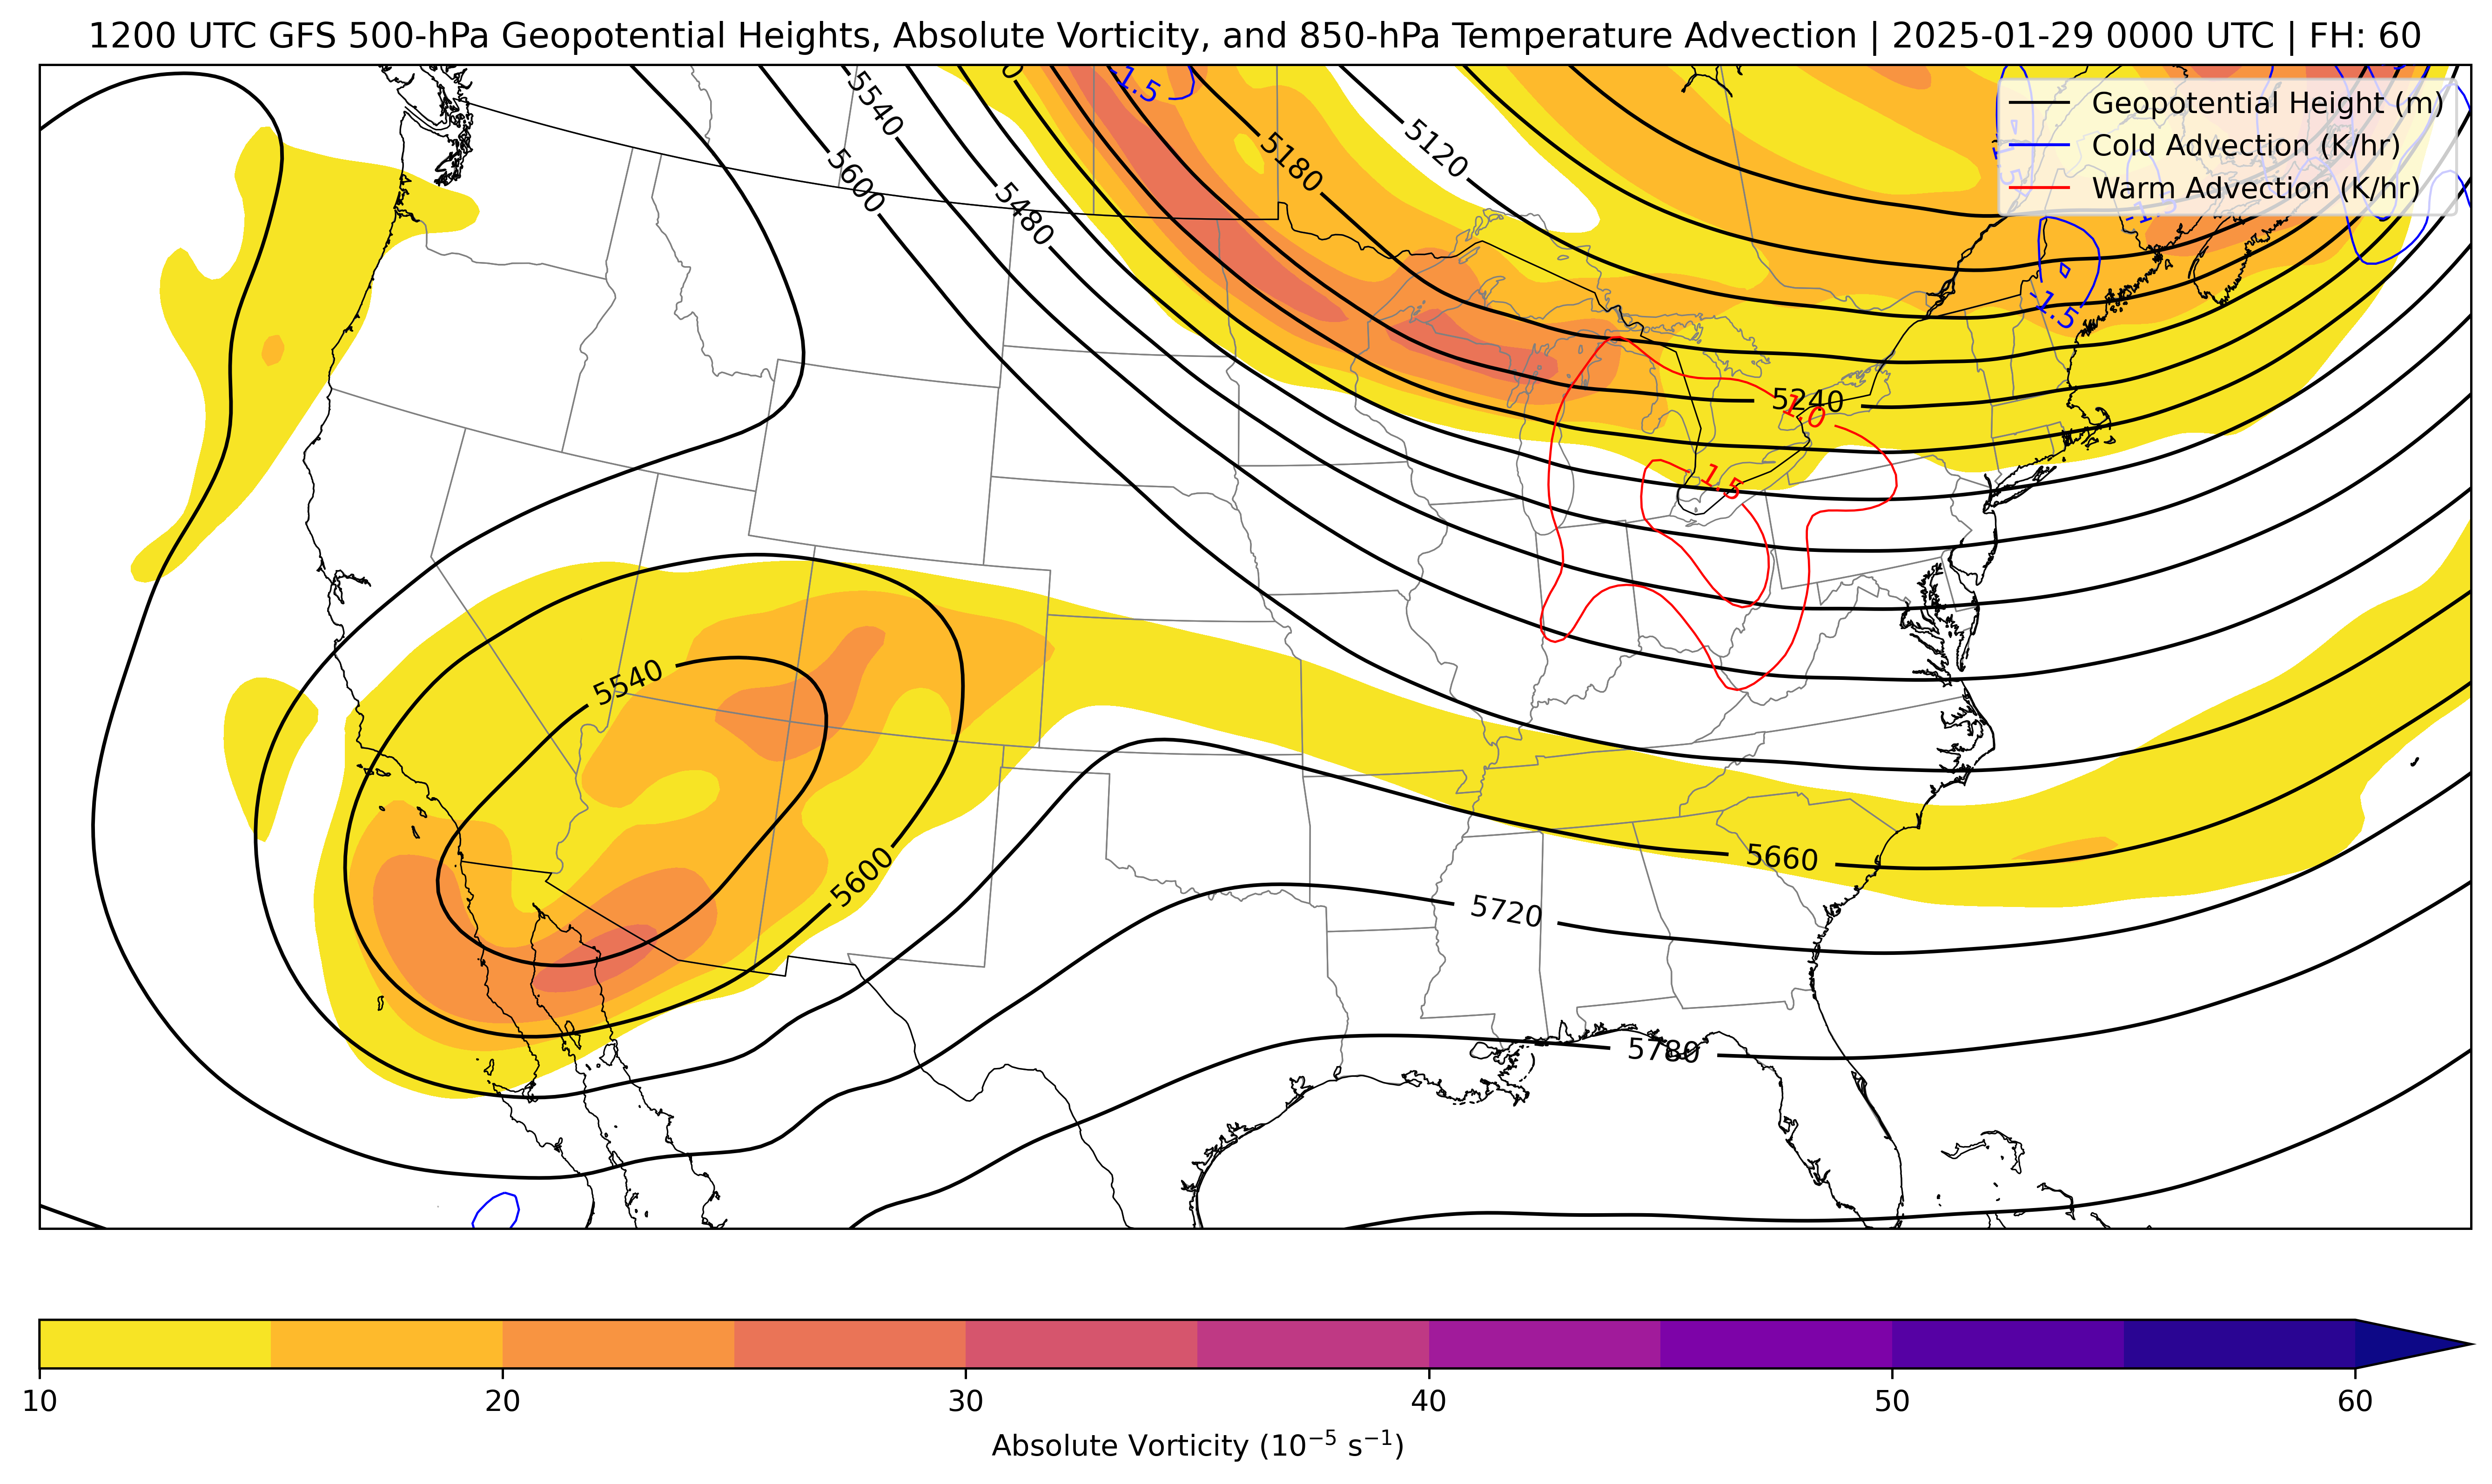 1200 UTC GFS 500-hPa Geopotential Heights, Absolute Vorticity, and 850-hPa Temperature Advection | 2025-01-29 0000 UTC | FH: 60
Geopotential Height (m)
Cold Advection (K/hr)
Warm Advection (K/hr)
-1.5
5540
5600
5480
5180
5120
-1.5
-1.5
5240
1.0
1.5
5540
5600
5660
5720
5780
10 20 30 40 50 60
Absolute Vorticity (10⁻⁵ s⁻¹)